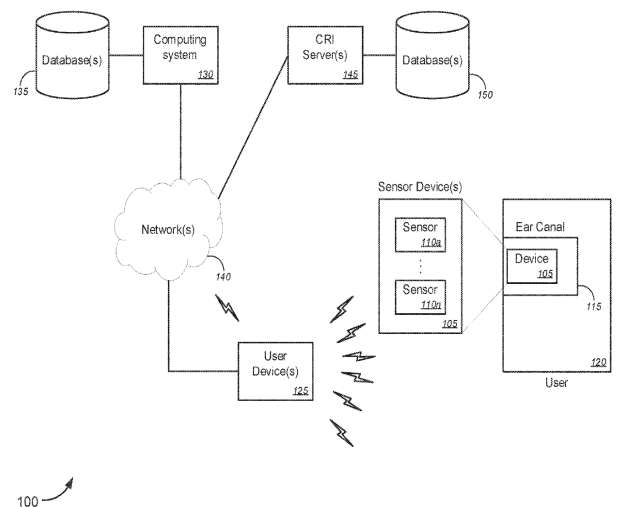 Database(s)
135
Computing
system
130
CRI
Server(s)
145
Database(s)
150
Network(s)
140
Sensor Device(s)
Sensor
110a
Sensor
110n
105
Ear Canal
Device
105
115
120
User
User
Device(s)
125
100